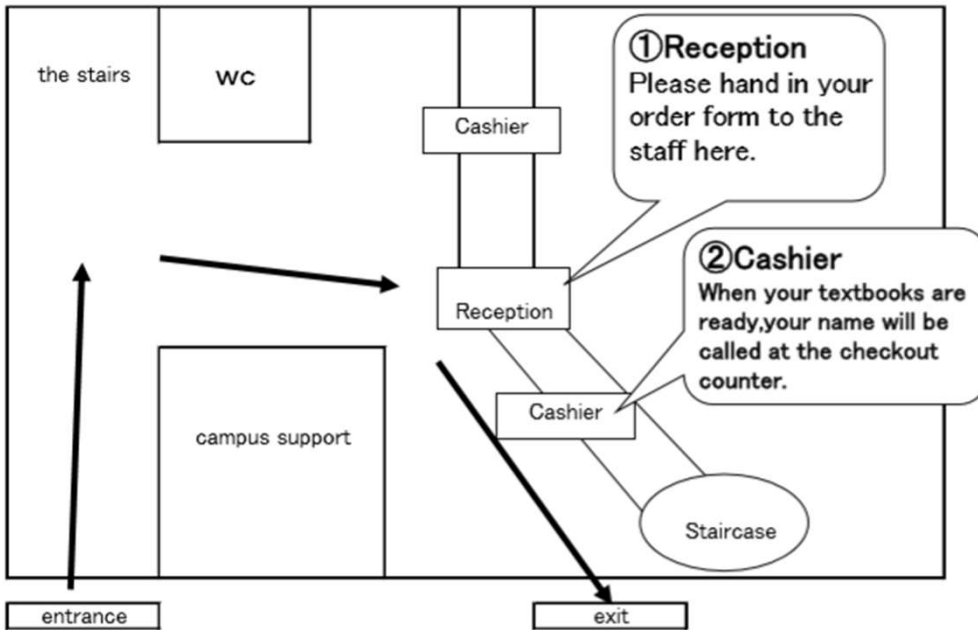 the stairs
WC
Cashier
①Reception
Please hand in your
order form to the
staff here.
②Cashier
When your textbooks are
ready,your name will be
called at the checkout
counter.
Reception
Cashier
campus support
Staircase
entrance
exit